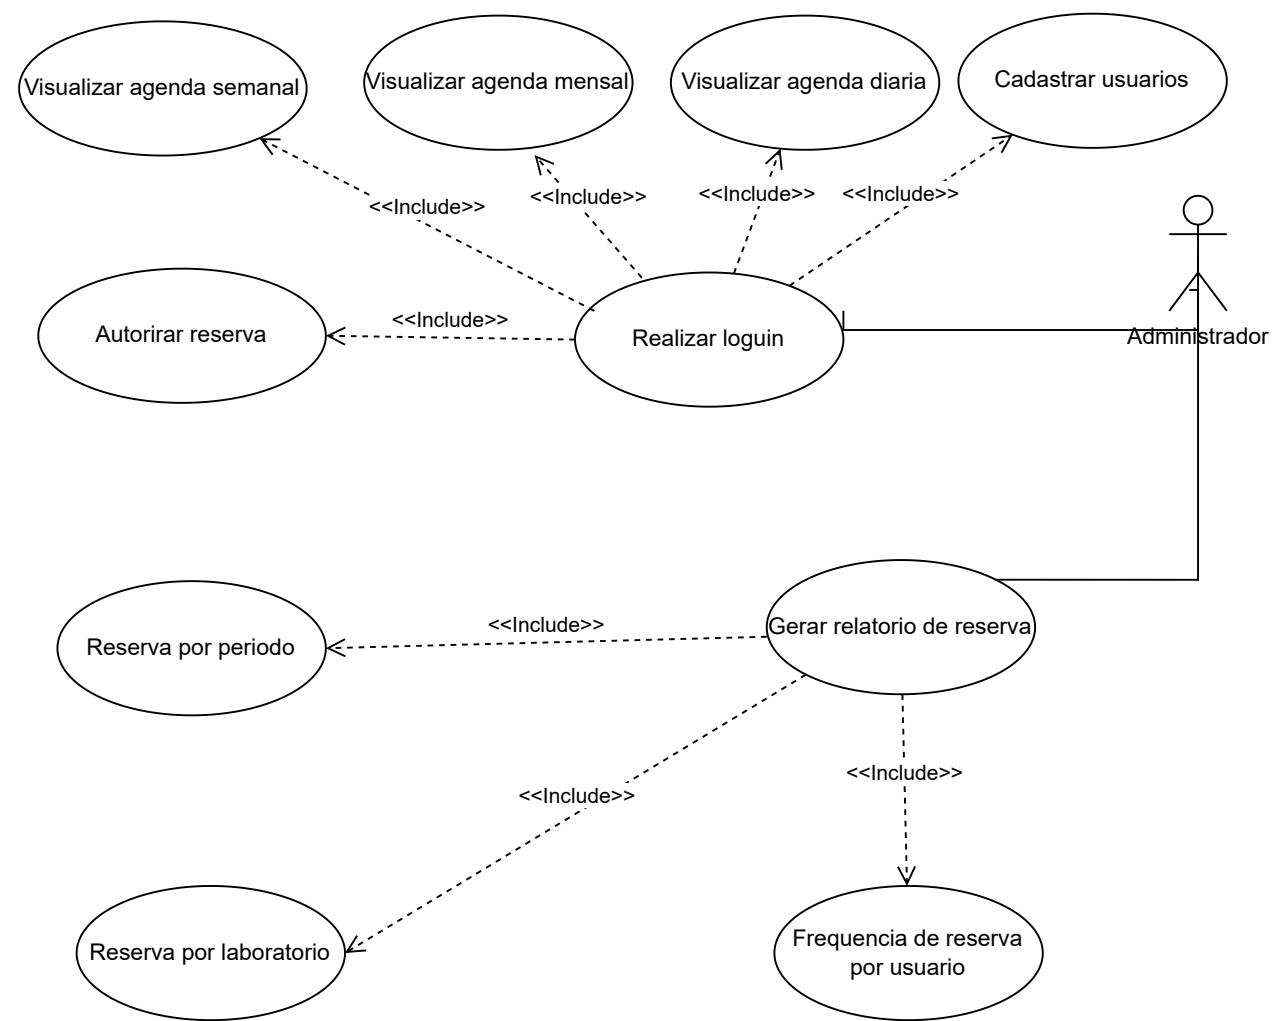 Visualizar agenda semanal
Visualizar agenda mensal
Visualizar agenda diaria
Cadastrar usuarios
<<Include>>
<<Include>>
<<Include>>
<<Include>>
Autorirar reserva
<<Include>>
Realizar loguin
Administrador
Reserva por periodo
<<Include>>
Gerar relatorio de reserva
<<Include>>
<<Include>>
Reserva por laboratorio
Frequencia de reserva
por usuario